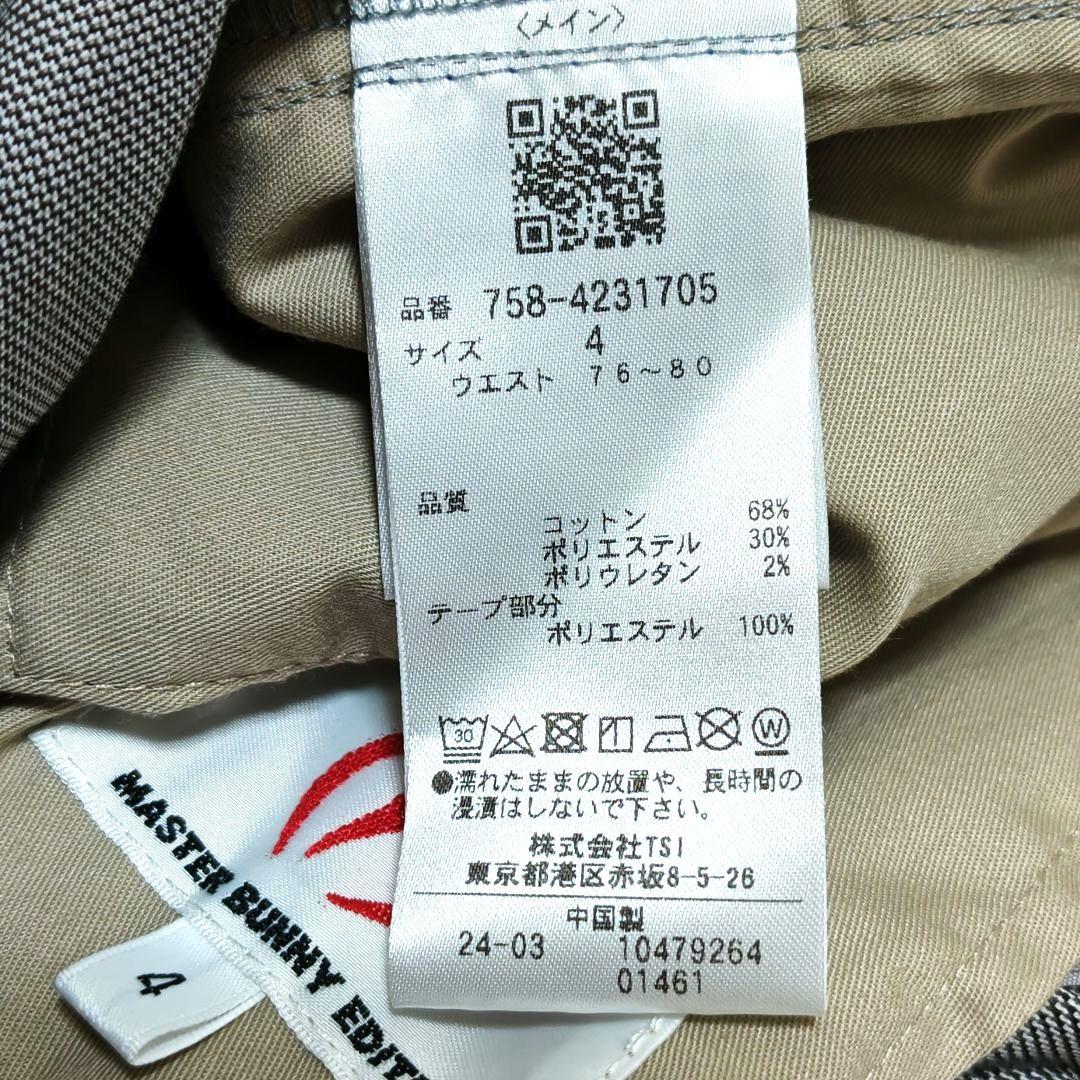 〈メイン〉
品番 758-4231705
サイズ 4
ウエスト 76～80
品質
コットン 68%
ポリエステル 30%
ポリウレタン 2%
テープ部分
ポリエステル 100%
30
W
●濡れたままの放置や、長時間の
浸漬はしないで下さい。
株式会社TSI
東京都港区赤坂8-5-26
中国製
24-03 10479264
01461
MASTER BUNNY EDITI
4